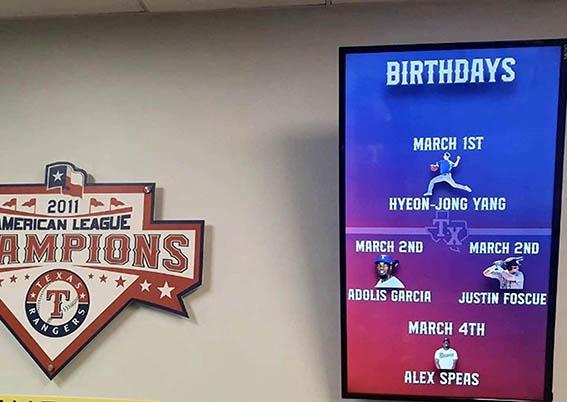 2011
AMERICAN LEAGUE
CHAMPIONS
TEXAS
T
RANGERS
BIRTHDAYS
MARCH 1ST
HYEON-JONG YANG
TX
MARCH 2ND
ADOLIS GARCIA
MARCH 2ND
JUSTIN FOSCUE
MARCH 4TH
ALEX SPEAS